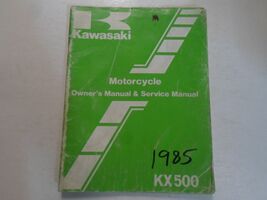 Kawasaki
Motorcycle
Owner's Manual & Service Manual
1985
KX500